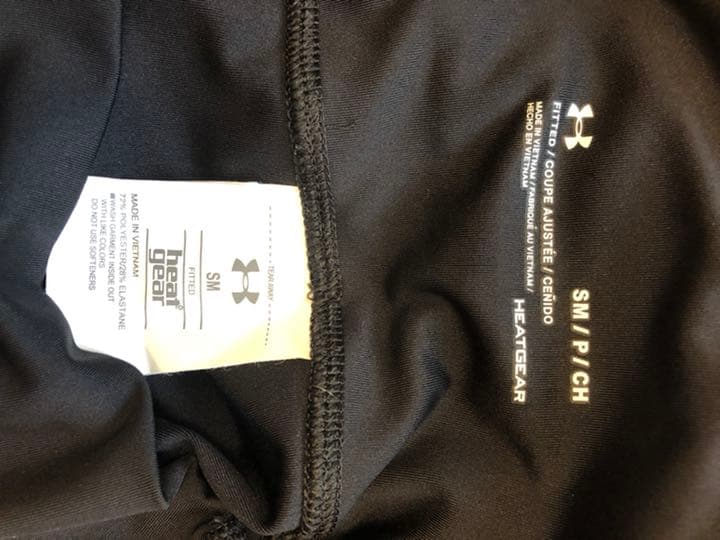 TEAR AWAY
SM
FITTED
heat
gear®
MADE IN VIETNAM
72% POLYESTER/28% ELASTANE
WASH GARMENT INSIDE OUT
WITH LIKE COLORS
DO NOT USE SOFTENERS
SM/P/CH
FITTED / COUPE AJUSTÉE / CEÑIDO
MADE IN VIETNAM / FABRIQUÉ AU VIETNAM /
HECHO EN VIETNAM
HEATGEAR